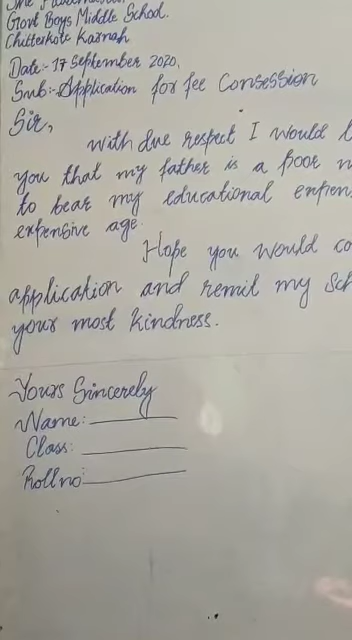 The
Govt Boys Middle School.
Chitterkote Karnah
Date:- 17 September 2020,
Sub:- Application for fee Consession
Sir,
With due respect I would
you that my father is a poor
to bear my educational
expensive age.
Hope you would
application and remit my
your most kindness.
Yours Sincerely
Name:
Class:
Roll no: